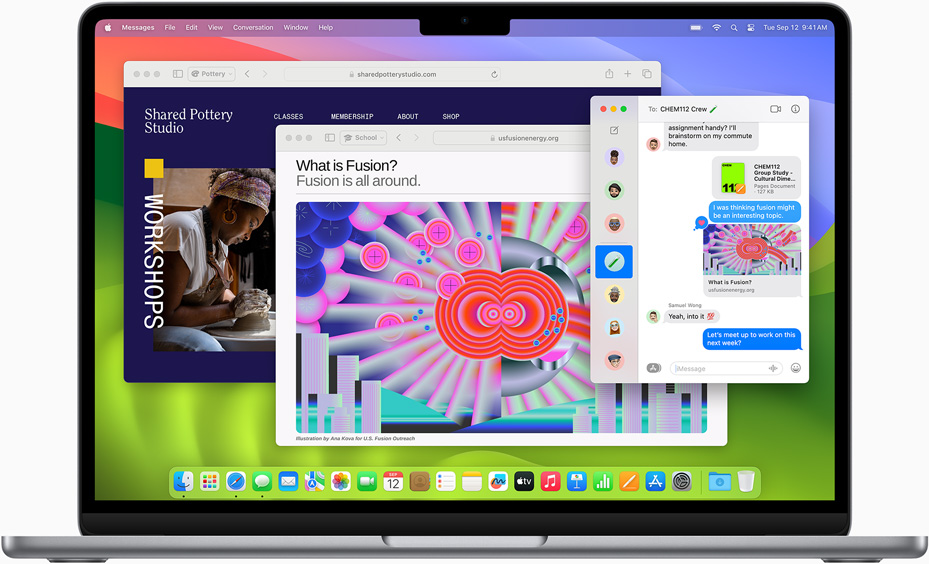 Messages File Edit View Conversation Window Help
Tue Sep 12 9:41 AM
Pottery
sharedpotterystudio.com
Shared Pottery
Studio
CLASSES MEMBERSHIP ABOUT SHOP
WORKSHOPS
School
usfusionenergy.org
What is Fusion?
Fusion is all around.
Illustration by Ana Kova for U.S. Fusion Outreach
To: CHEM112 Crew
assignment handy? I'll
brainstorm on my commute
home.
CHEM112
Group Study -
Cultural Dime...
Pages Document
· 127 KB
I was thinking fusion might
be an interesting topic.
What is Fusion?
usfusionenergy.org
Samuel Wong
Yeah, into it 💯
Let's meet up to work on this
next week?
iMessage
SEP
12
tv